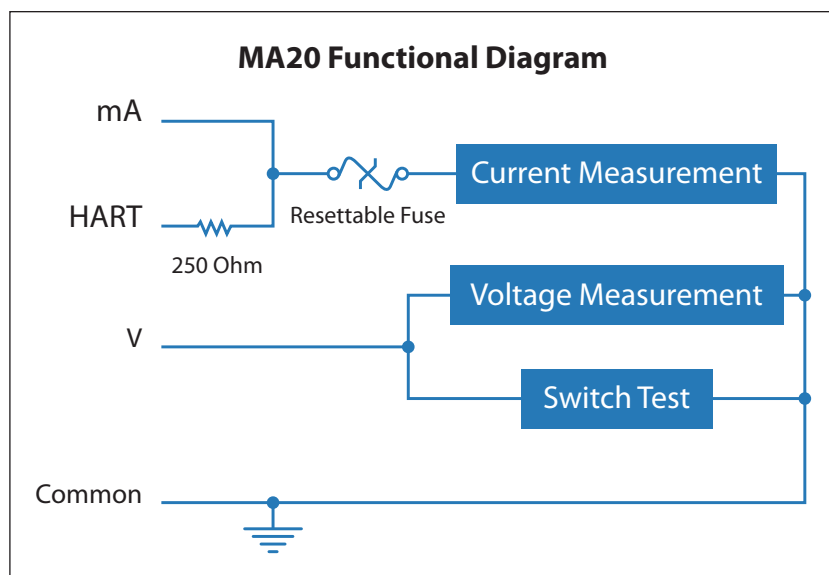 MA20 Functional Diagram
mA
Current Measurement
HART
Resettable Fuse
250 Ohm
Voltage Measurement
V
Switch Test
Common